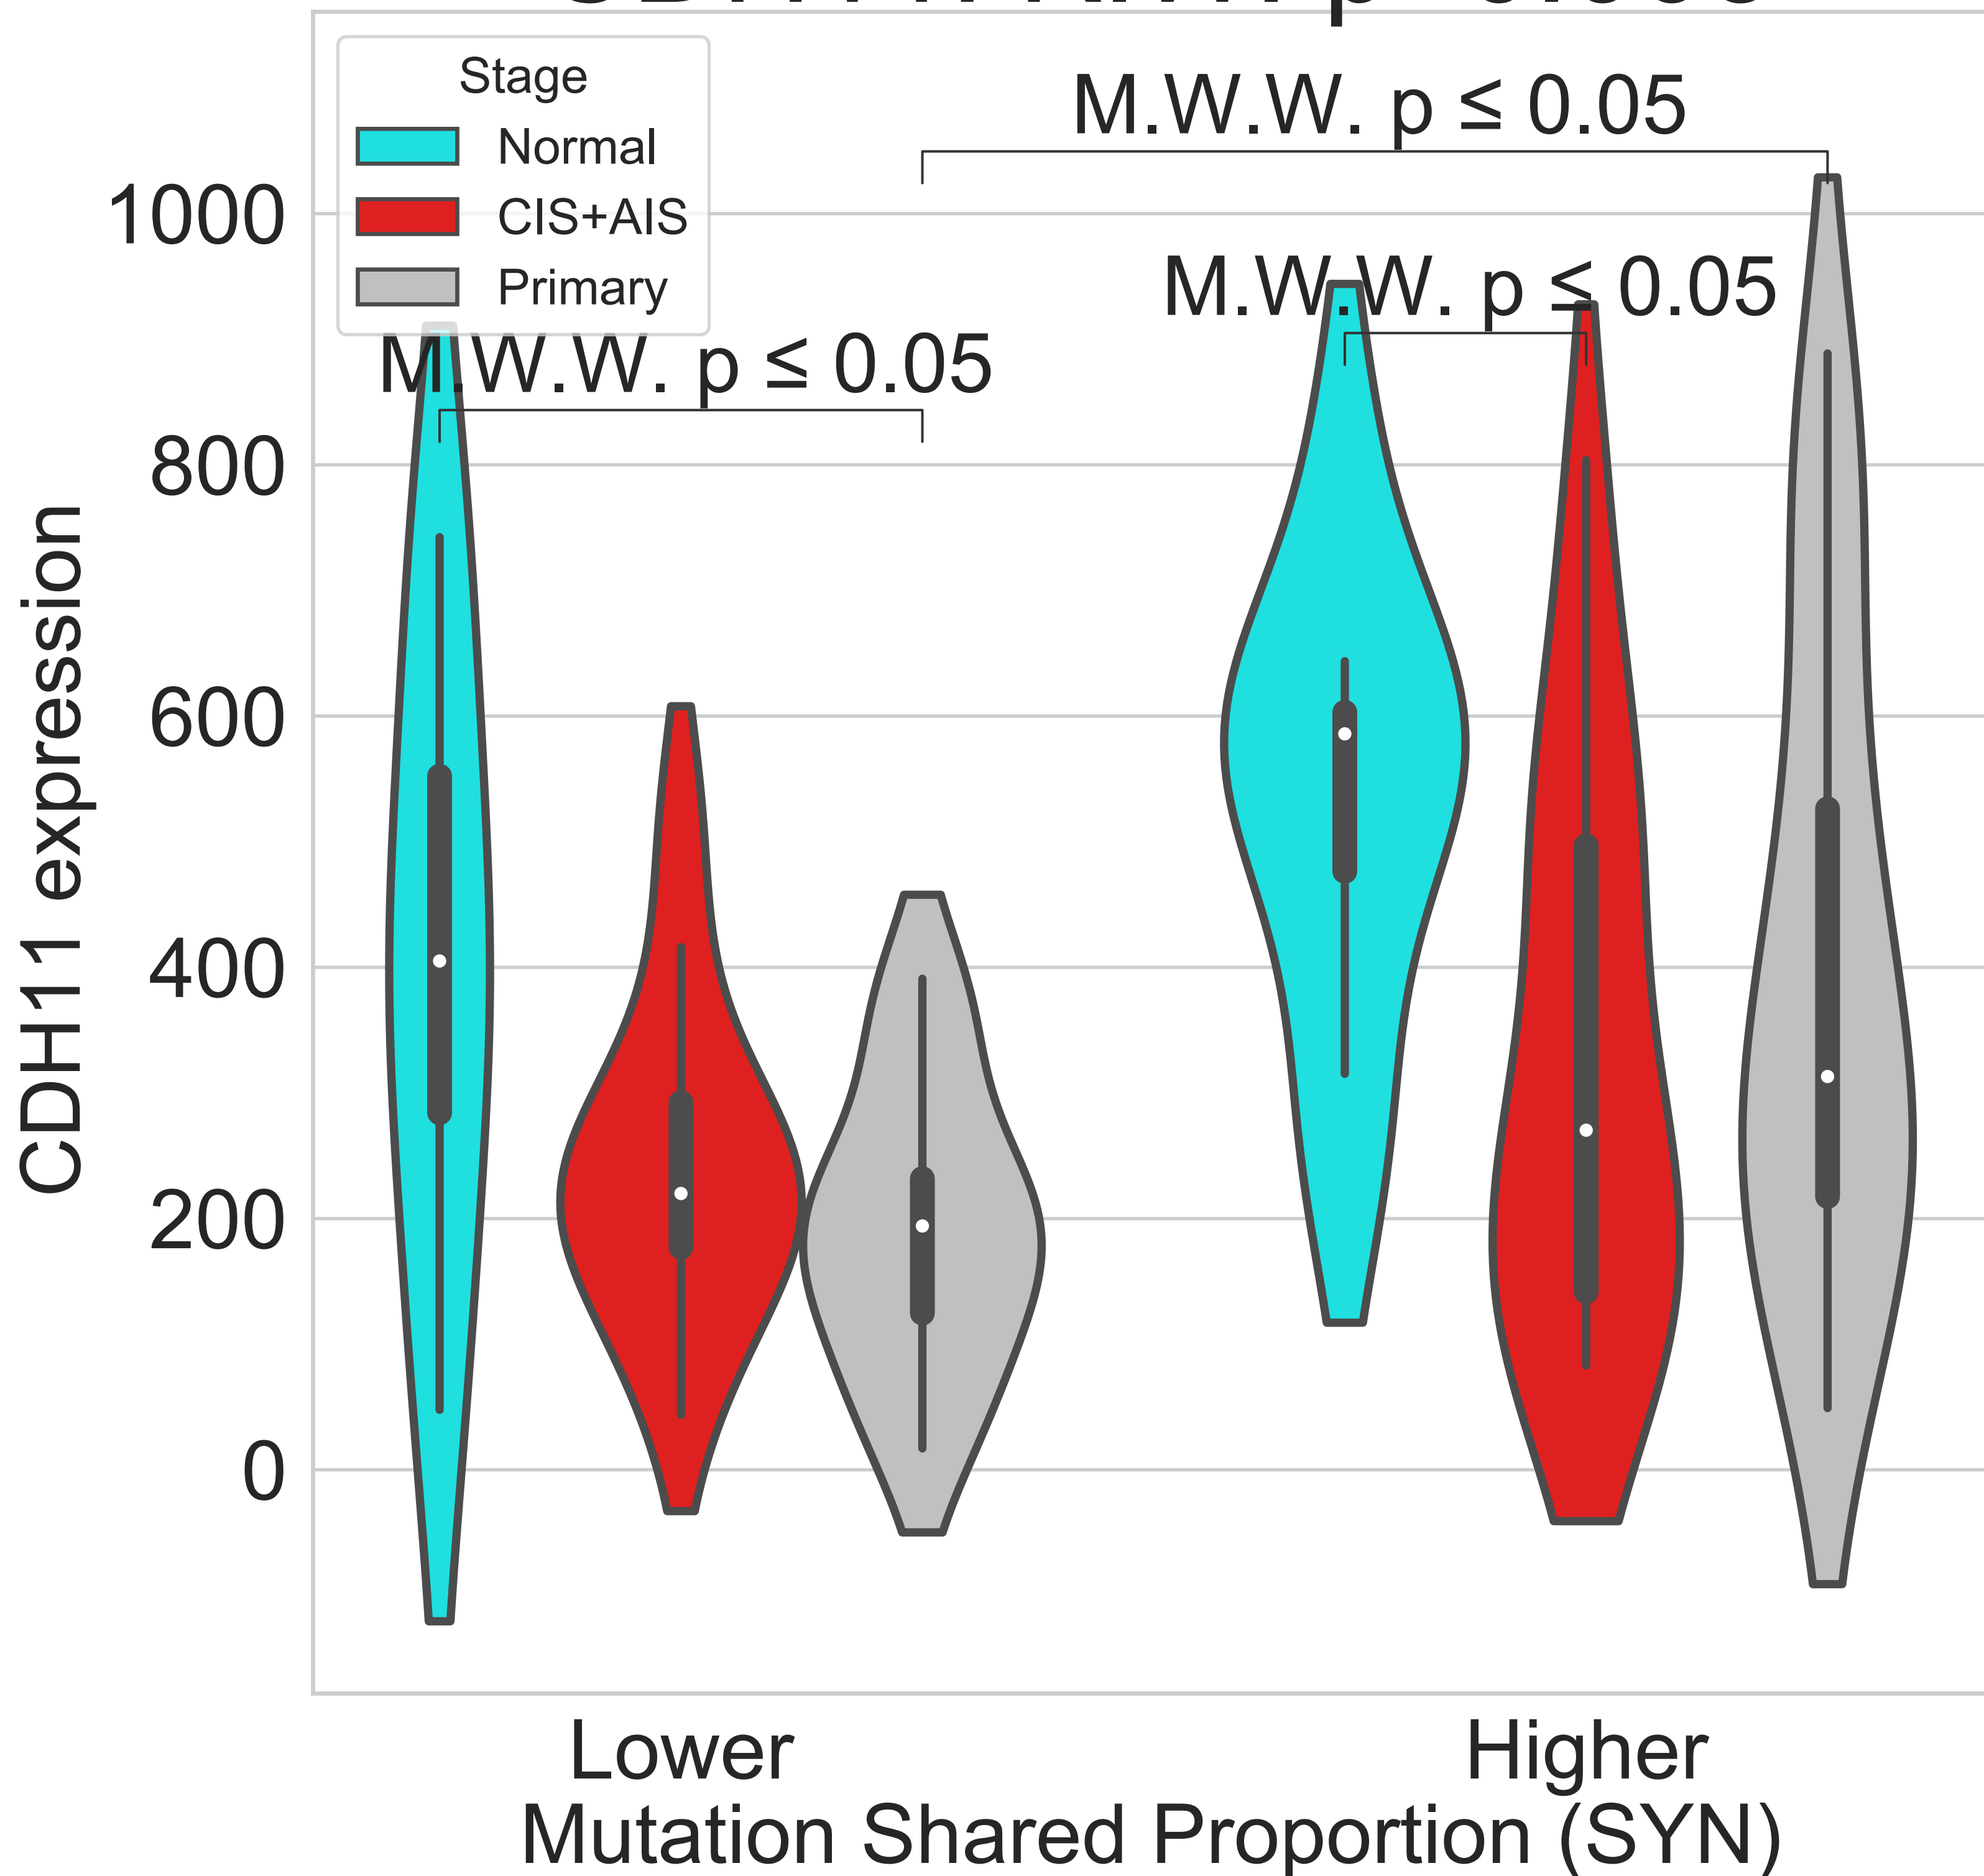 Stage
Normal
CIS+AIS
Primary
M.W.W. p ≤ 0.05
M.W.W. p ≤ 0.05
M.W.W. p ≤ 0.05
1000
800
600
400
200
0
CDH11 expression
Lower
Higher
Mutation Shared Proportion (SYN)